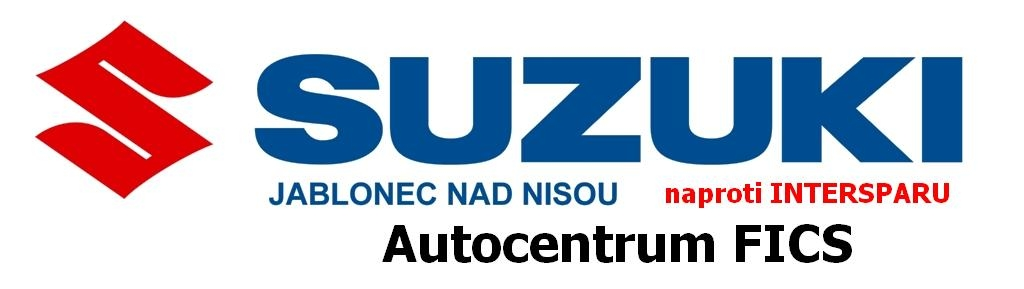 SUZUKI
JABLONEC NAD NISOU naproti INTERSPARU
Autocentrum FICS